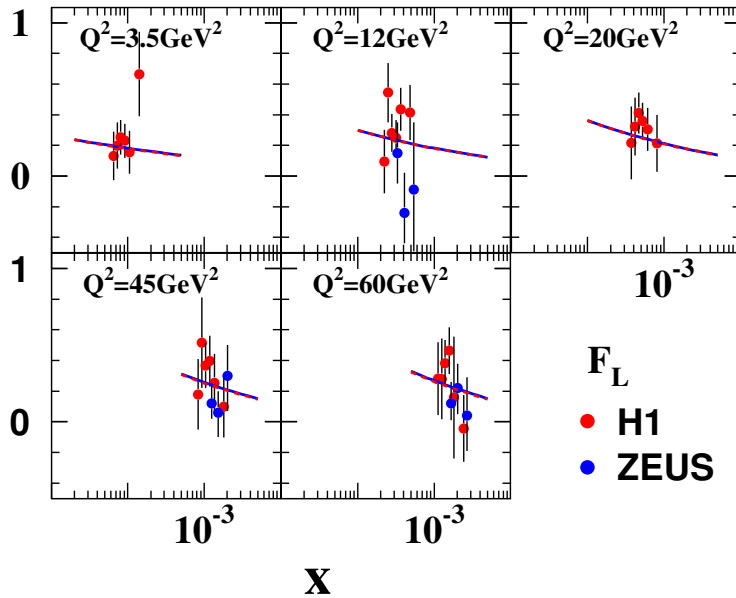 Q²=3.5GeV² Q²=12GeV² Q²=20GeV²
1
0
10⁻³
Q²=45GeV² Q²=60GeV²
1
F_L
0
H1
ZEUS
10⁻³ 10⁻³
x